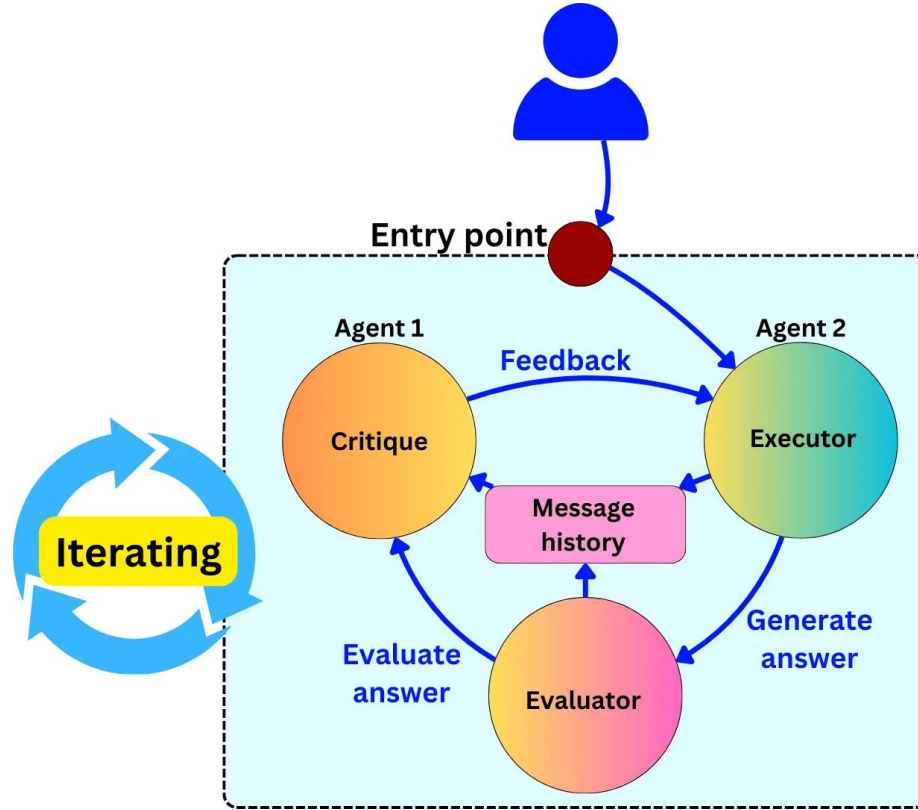 Entry point
Agent 1
Agent 2
Feedback
Critique
Executor
Message
history
Iterating
Generate
answer
Evaluate
answer
Evaluator